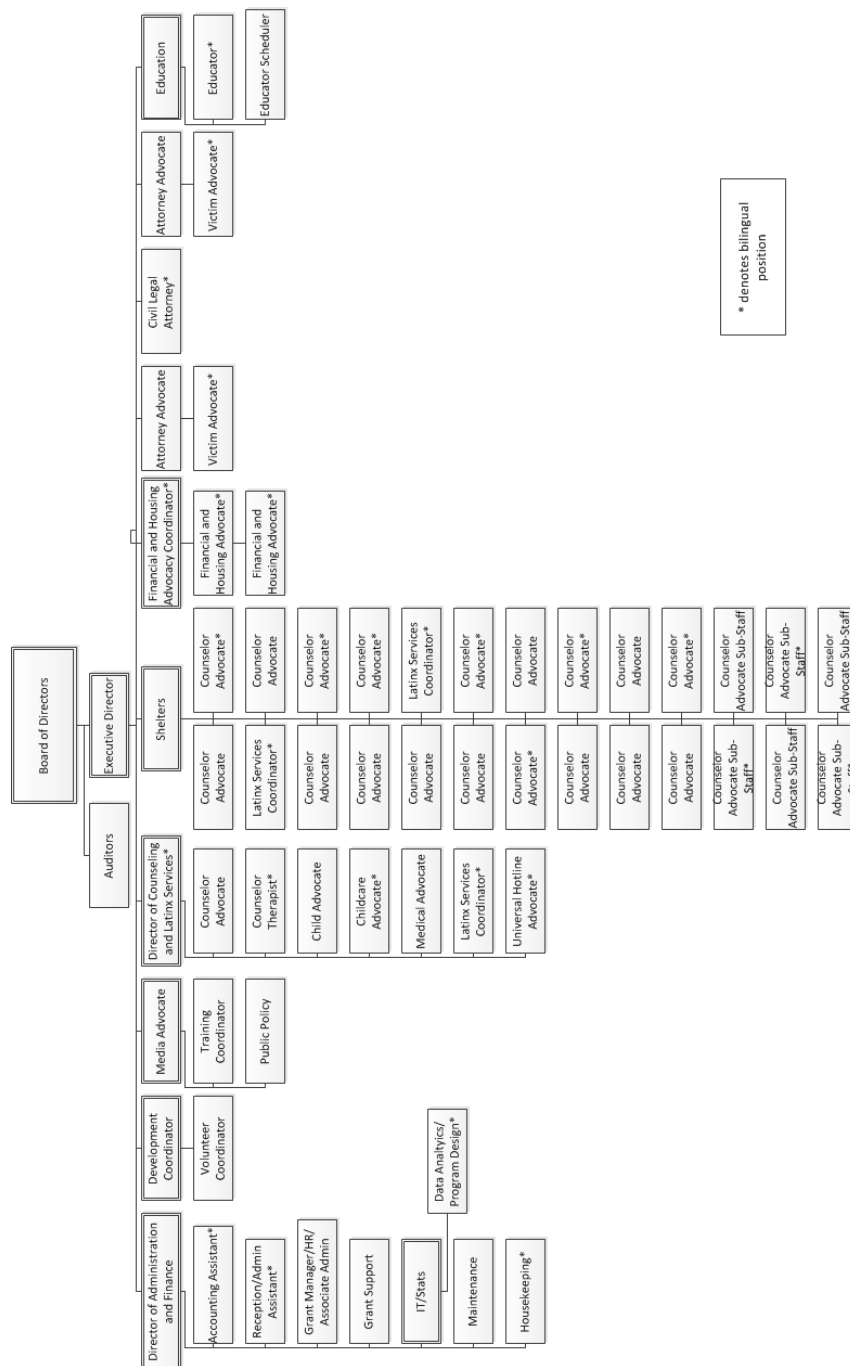 Board of Directors
Auditors
Executive Director
Director of Administration
and Finance
Accounting Assistant*
Reception/Admin
Assistant*
Grant Manager/HR/
Associate Admin
Grant Support
IT/Stats
Data Analtyics/
Program Design*
Maintenance
Housekeeping*
Development
Coordinator
Volunteer
Coordinator
Media Advocate
Training
Coordinator
Public Policy
Director of Counseling
and Latinx Services*
Counselor
Advocate
Counselor
Therapist*
Child Advocate
Childcare
Advocate*
Medical Advocate
Latinx Services
Coordinator*
Universal Hotline
Advocate*
Shelters
Counselor
Advocate
Counselor
Advocate*
Latinx Services
Coordinator*
Counselor
Advocate
Counselor
Advocate
Counselor
Advocate*
Counselor
Advocate
Counselor
Advocate*
Counselor
Advocate
Latinx Services
Coordinator*
Counselor
Advocate
Counselor
Advocate*
Counselor
Advocate*
Counselor
Advocate
Counselor
Advocate
Counselor
Advocate*
Counselor
Advocate
Counselor
Advocate
Counselor
Advocate
Counselor
Advocate*
Counselor
Advocate Sub-
Staff*
Counselor
Advocate Sub-Staff
Counselor
Advocate Sub-Staff
Counselor
Advocate Sub-
Staff*
Counselor
Advocate Sub-
Counselor
Advocate Sub-Staff
Financial and Housing
Advocacy Coordinator*
Financial and
Housing Advocate*
Financial and
Housing Advocate*
Attorney Advocate
Victim Advocate*
Civil Legal
Attorney*
Attorney Advocate
Victim Advocate*
Education
Educator*
Educator Scheduler
* denotes bilingual
position